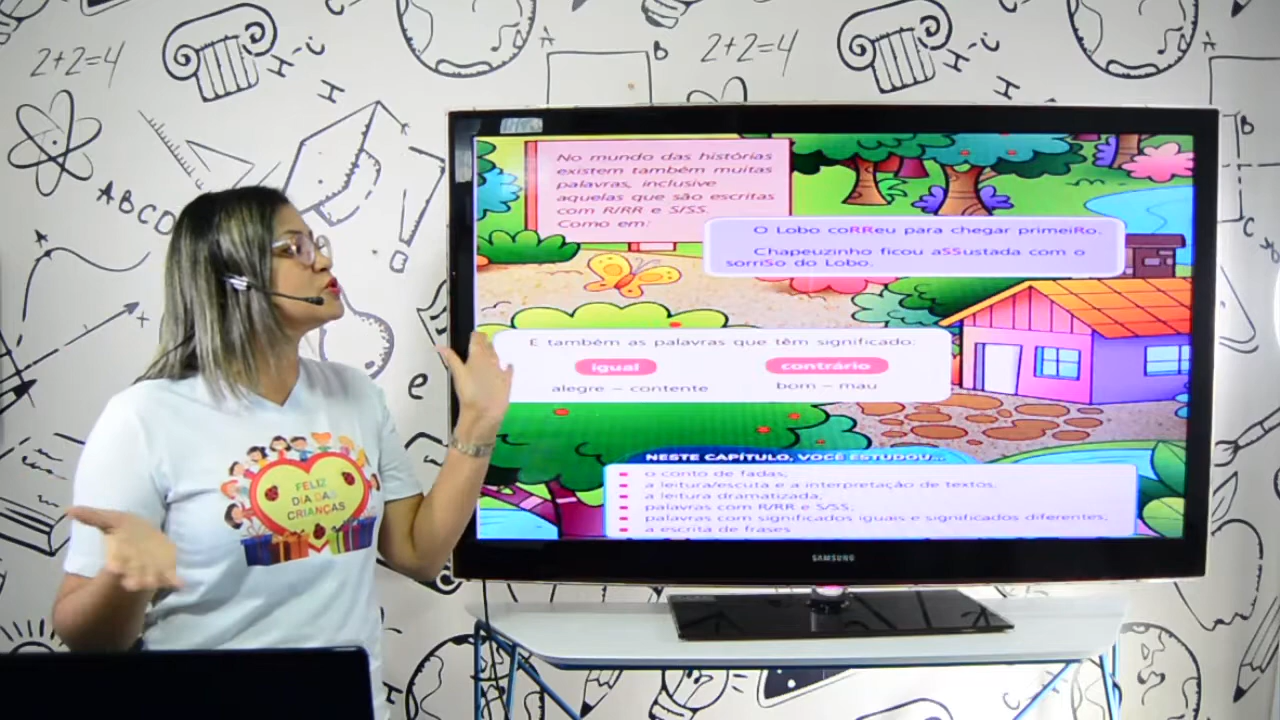 2+2=4
A
B
2+2=4
A
H-C
H
H-C
H
ABCD
B
C
X
e
No mundo das histórias
existem também muitas
palavras, inclusive
aquelas que são escritas
com R/RR e S/SS.
Como em:
O Lobo coRReu para chegar primeiRo.
Chapeuzinho ficou aSSustada com o
sorriSo do Lobo.
E também as palavras que têm significado:
igual
contrário
alegre – contente
bom – mau
NESTE CAPÍTULO, VOCÊ ESTUDOU...
o conto de fadas;
a leitura/escuta e a interpretação de textos;
a leitura dramatizada;
palavras com R/RR e S/SS;
palavras com significados iguais e significados diferentes;
a escrita de frases
FELIZ
DIA DAS
CRIANÇAS
SAMSUNG